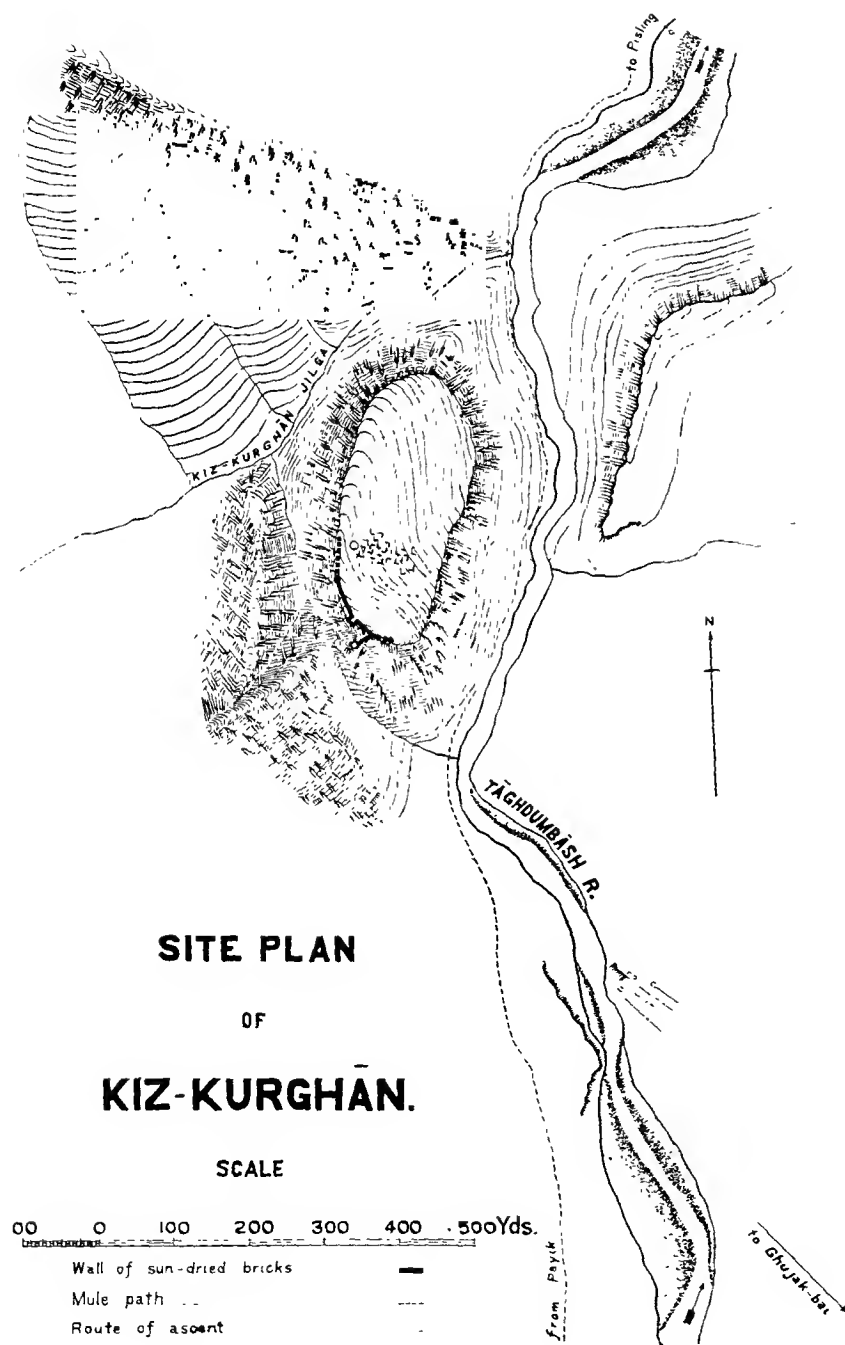 to Pisling
KIZ-KURGHĀN JILGA
N
TĀGHDUMBĀSH R.
SITE PLAN
OF
KIZ-KURGHĀN.
SCALE
00 0 100 200 300 400 500Yds.
Wall of sun-dried bricks
Mule path
Route of ascent
from Payik
to Ghujak-bai